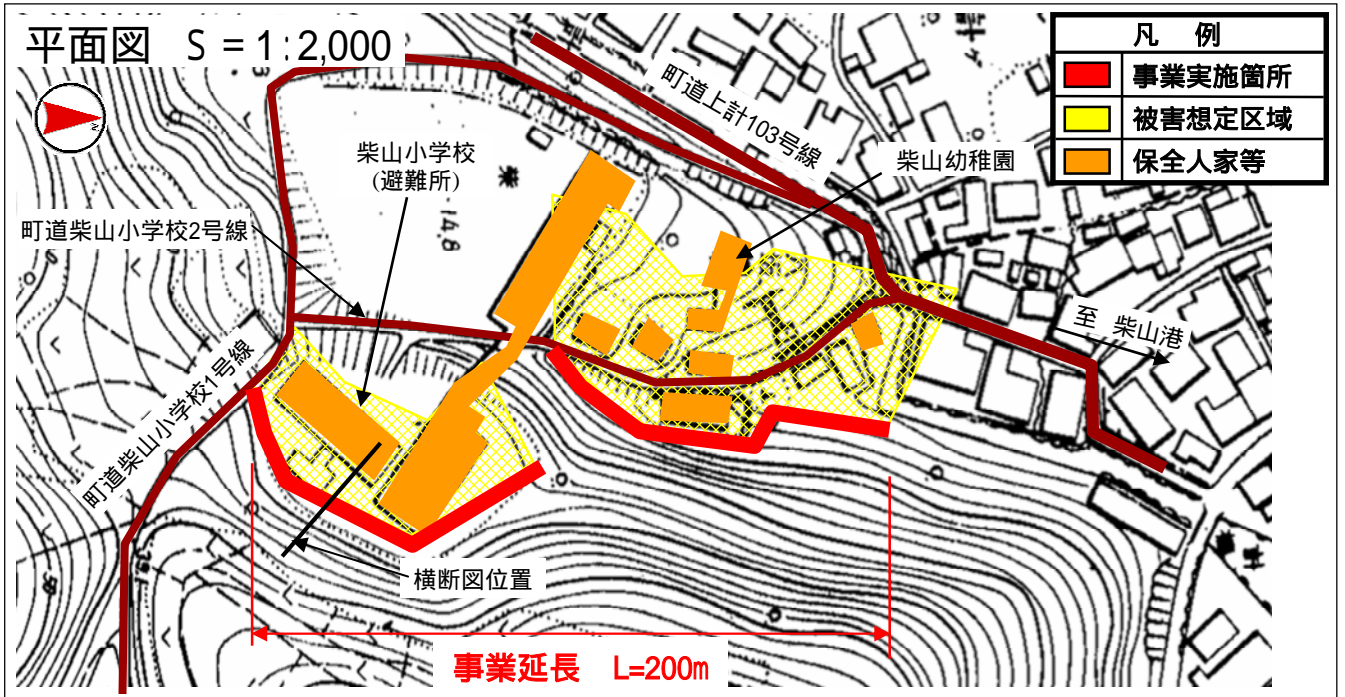 平面図 S = 1:2,000
凡 例
事業実施箇所
被害想定区域
保全人家等
町道上計103号線
柴山小学校
(避難所)
柴山幼稚園
町道柴山小学校2号線
柴
14.8
至 柴山港
町道柴山小学校1号線
横断図位置
事業延長 L=200m